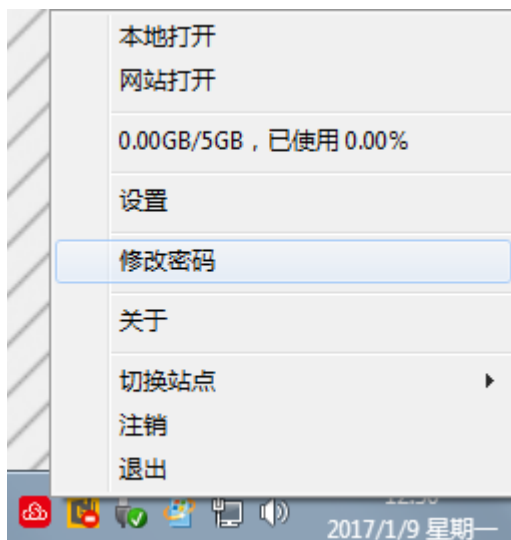 本地打开
网站打开
0.00GB/5GB，已使用 0.00%
设置
修改密码
关于
切换站点
注销
退出
2017/1/9 星期一